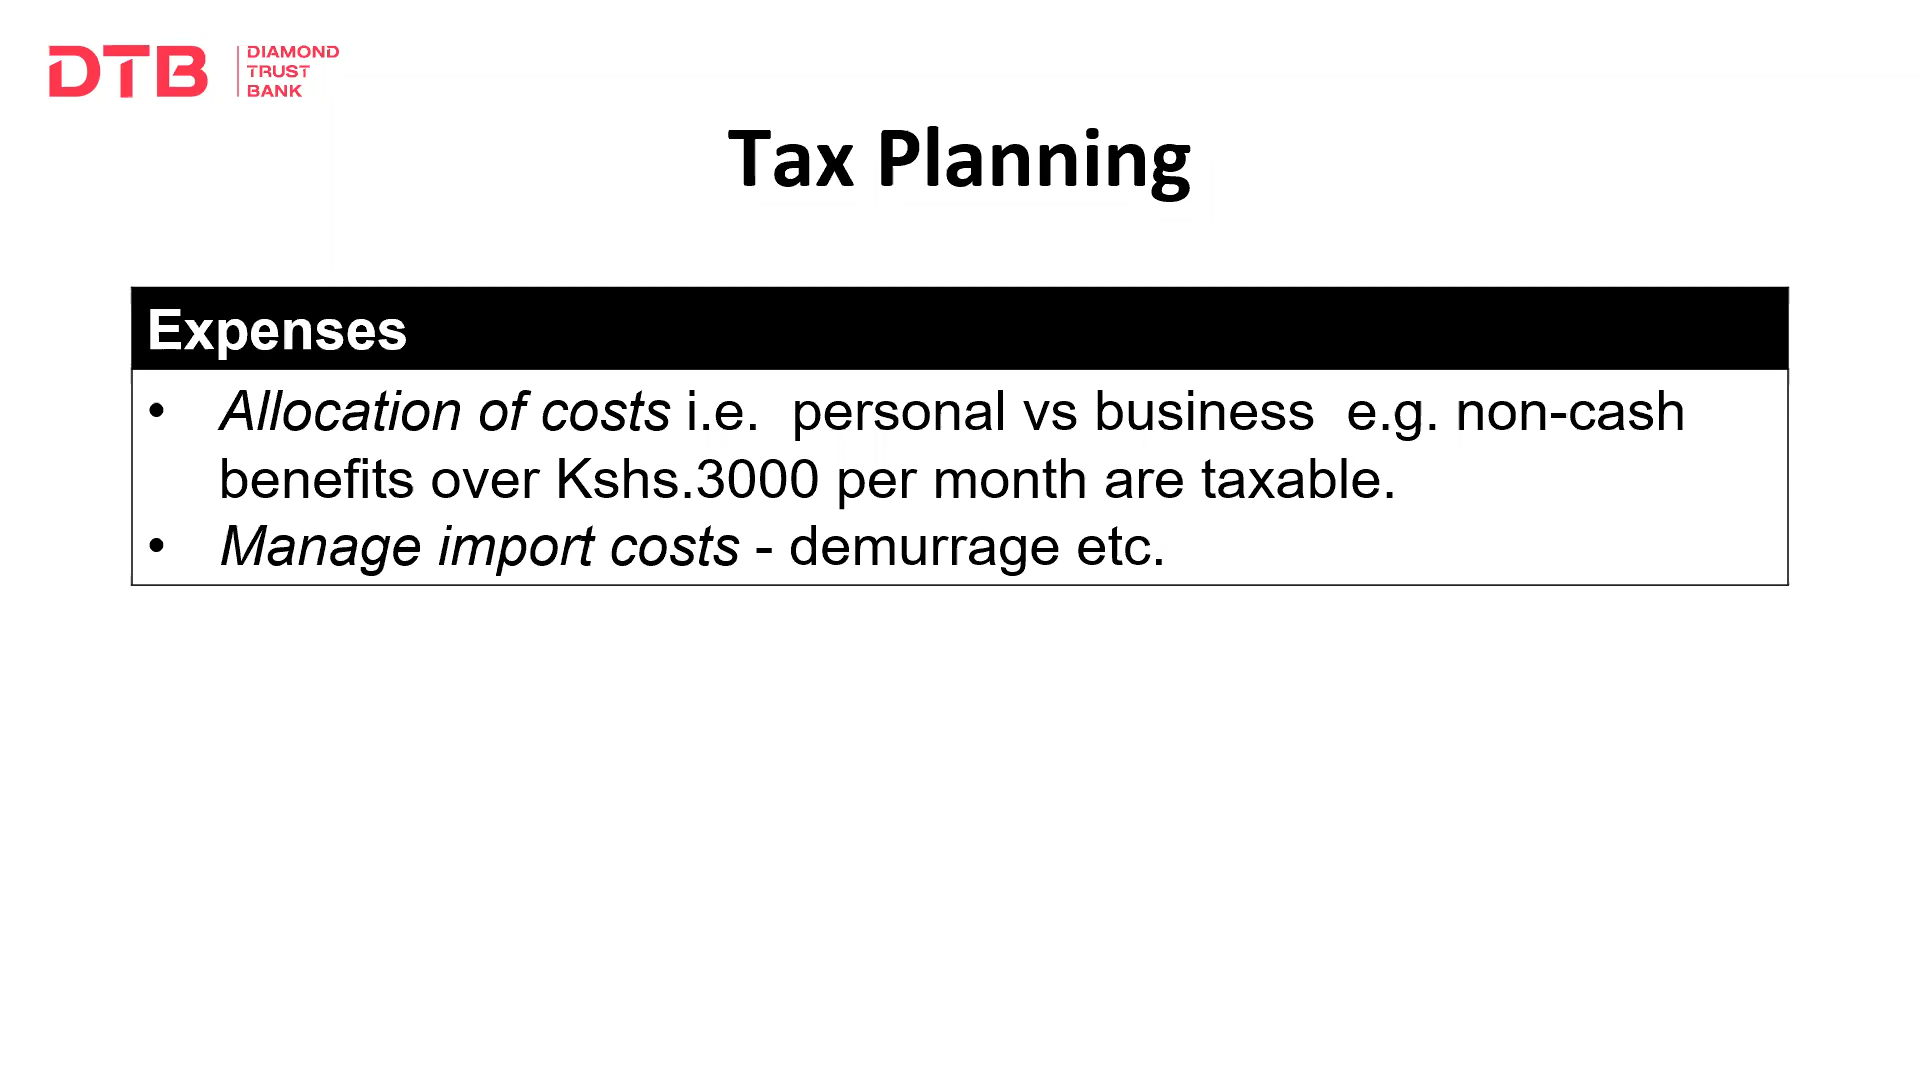 DTB
DIAMOND
TRUST
BANK
Tax Planning
Expenses
• Allocation of costs i.e. personal vs business e.g. non-cash
benefits over Kshs.3000 per month are taxable.
• Manage import costs - demurrage etc.